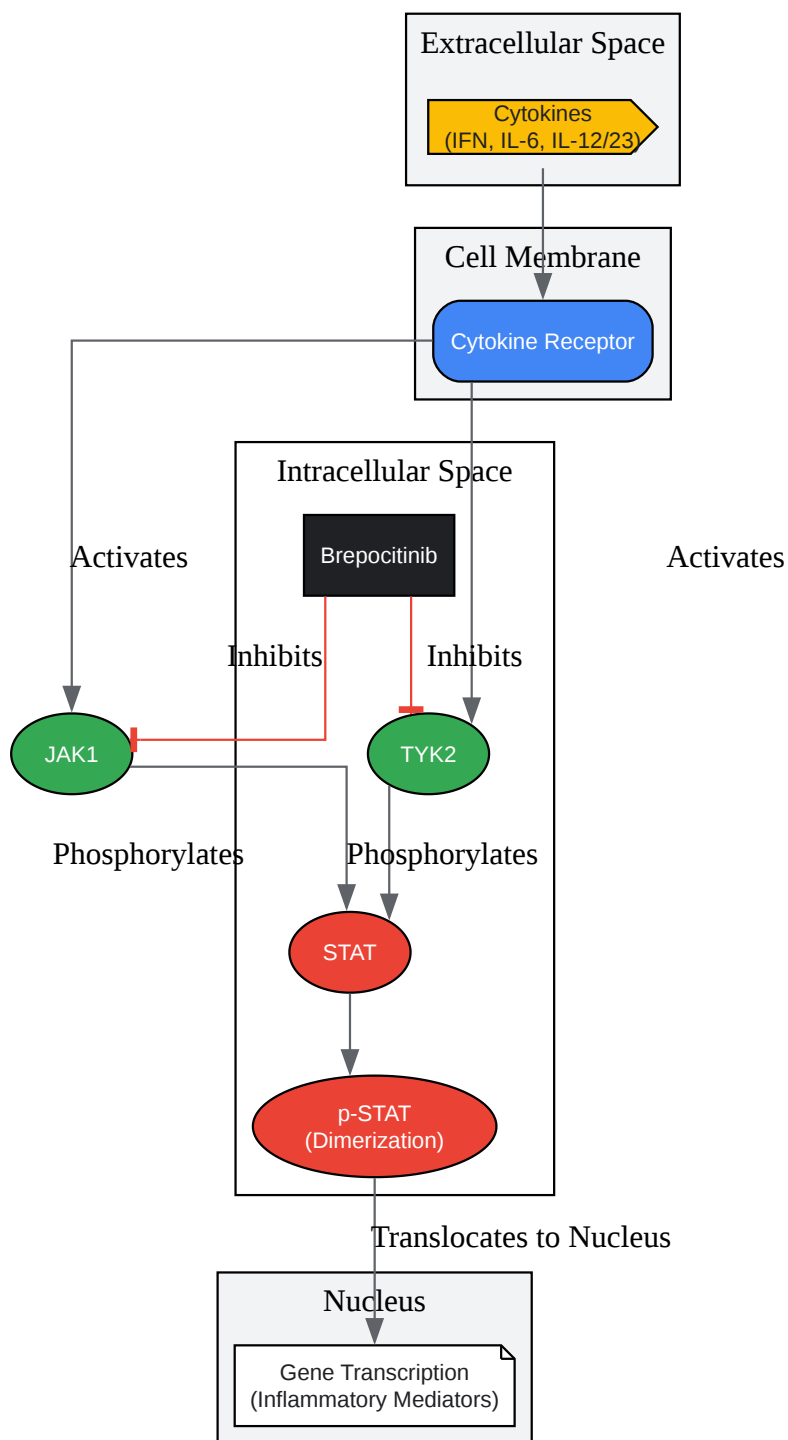 Extracellular Space
Cytokines
(IFN, IL-6, IL-12/23)
Cell Membrane
Cytokine Receptor
Intracellular Space
Brepocitinib
Activates
Activates
Inhibits
Inhibits
JAK1
TYK2
Phosphorylates
Phosphorylates
STAT
p-STAT
(Dimerization)
Translocates to Nucleus
Nucleus
Gene Transcription
(Inflammatory Mediators)